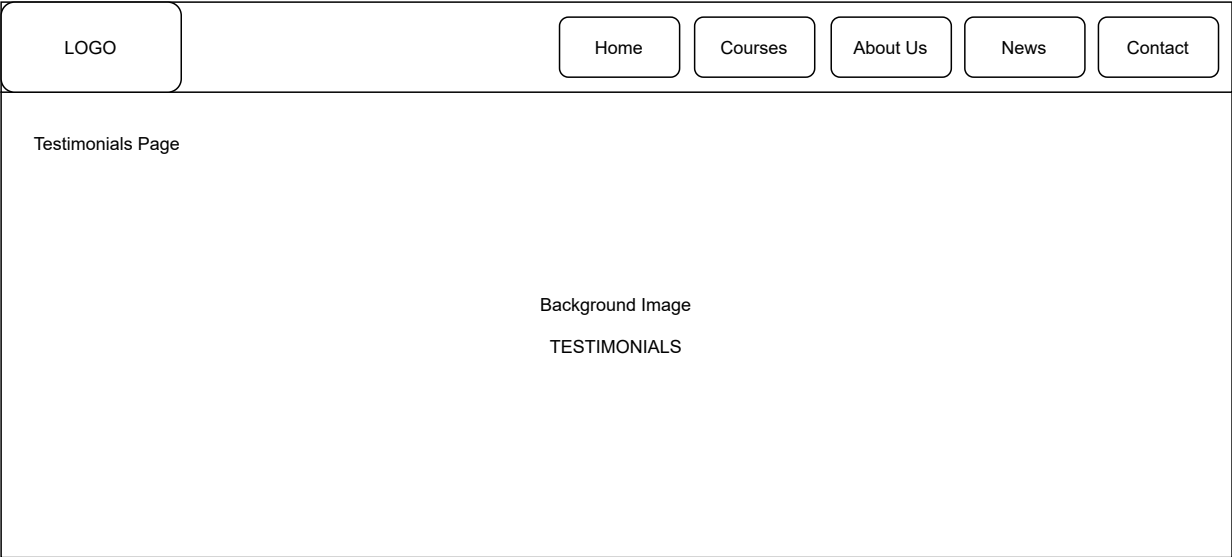 LOGO
Home
Courses
About Us
News
Contact
Testimonials Page
Background Image
TESTIMONIALS